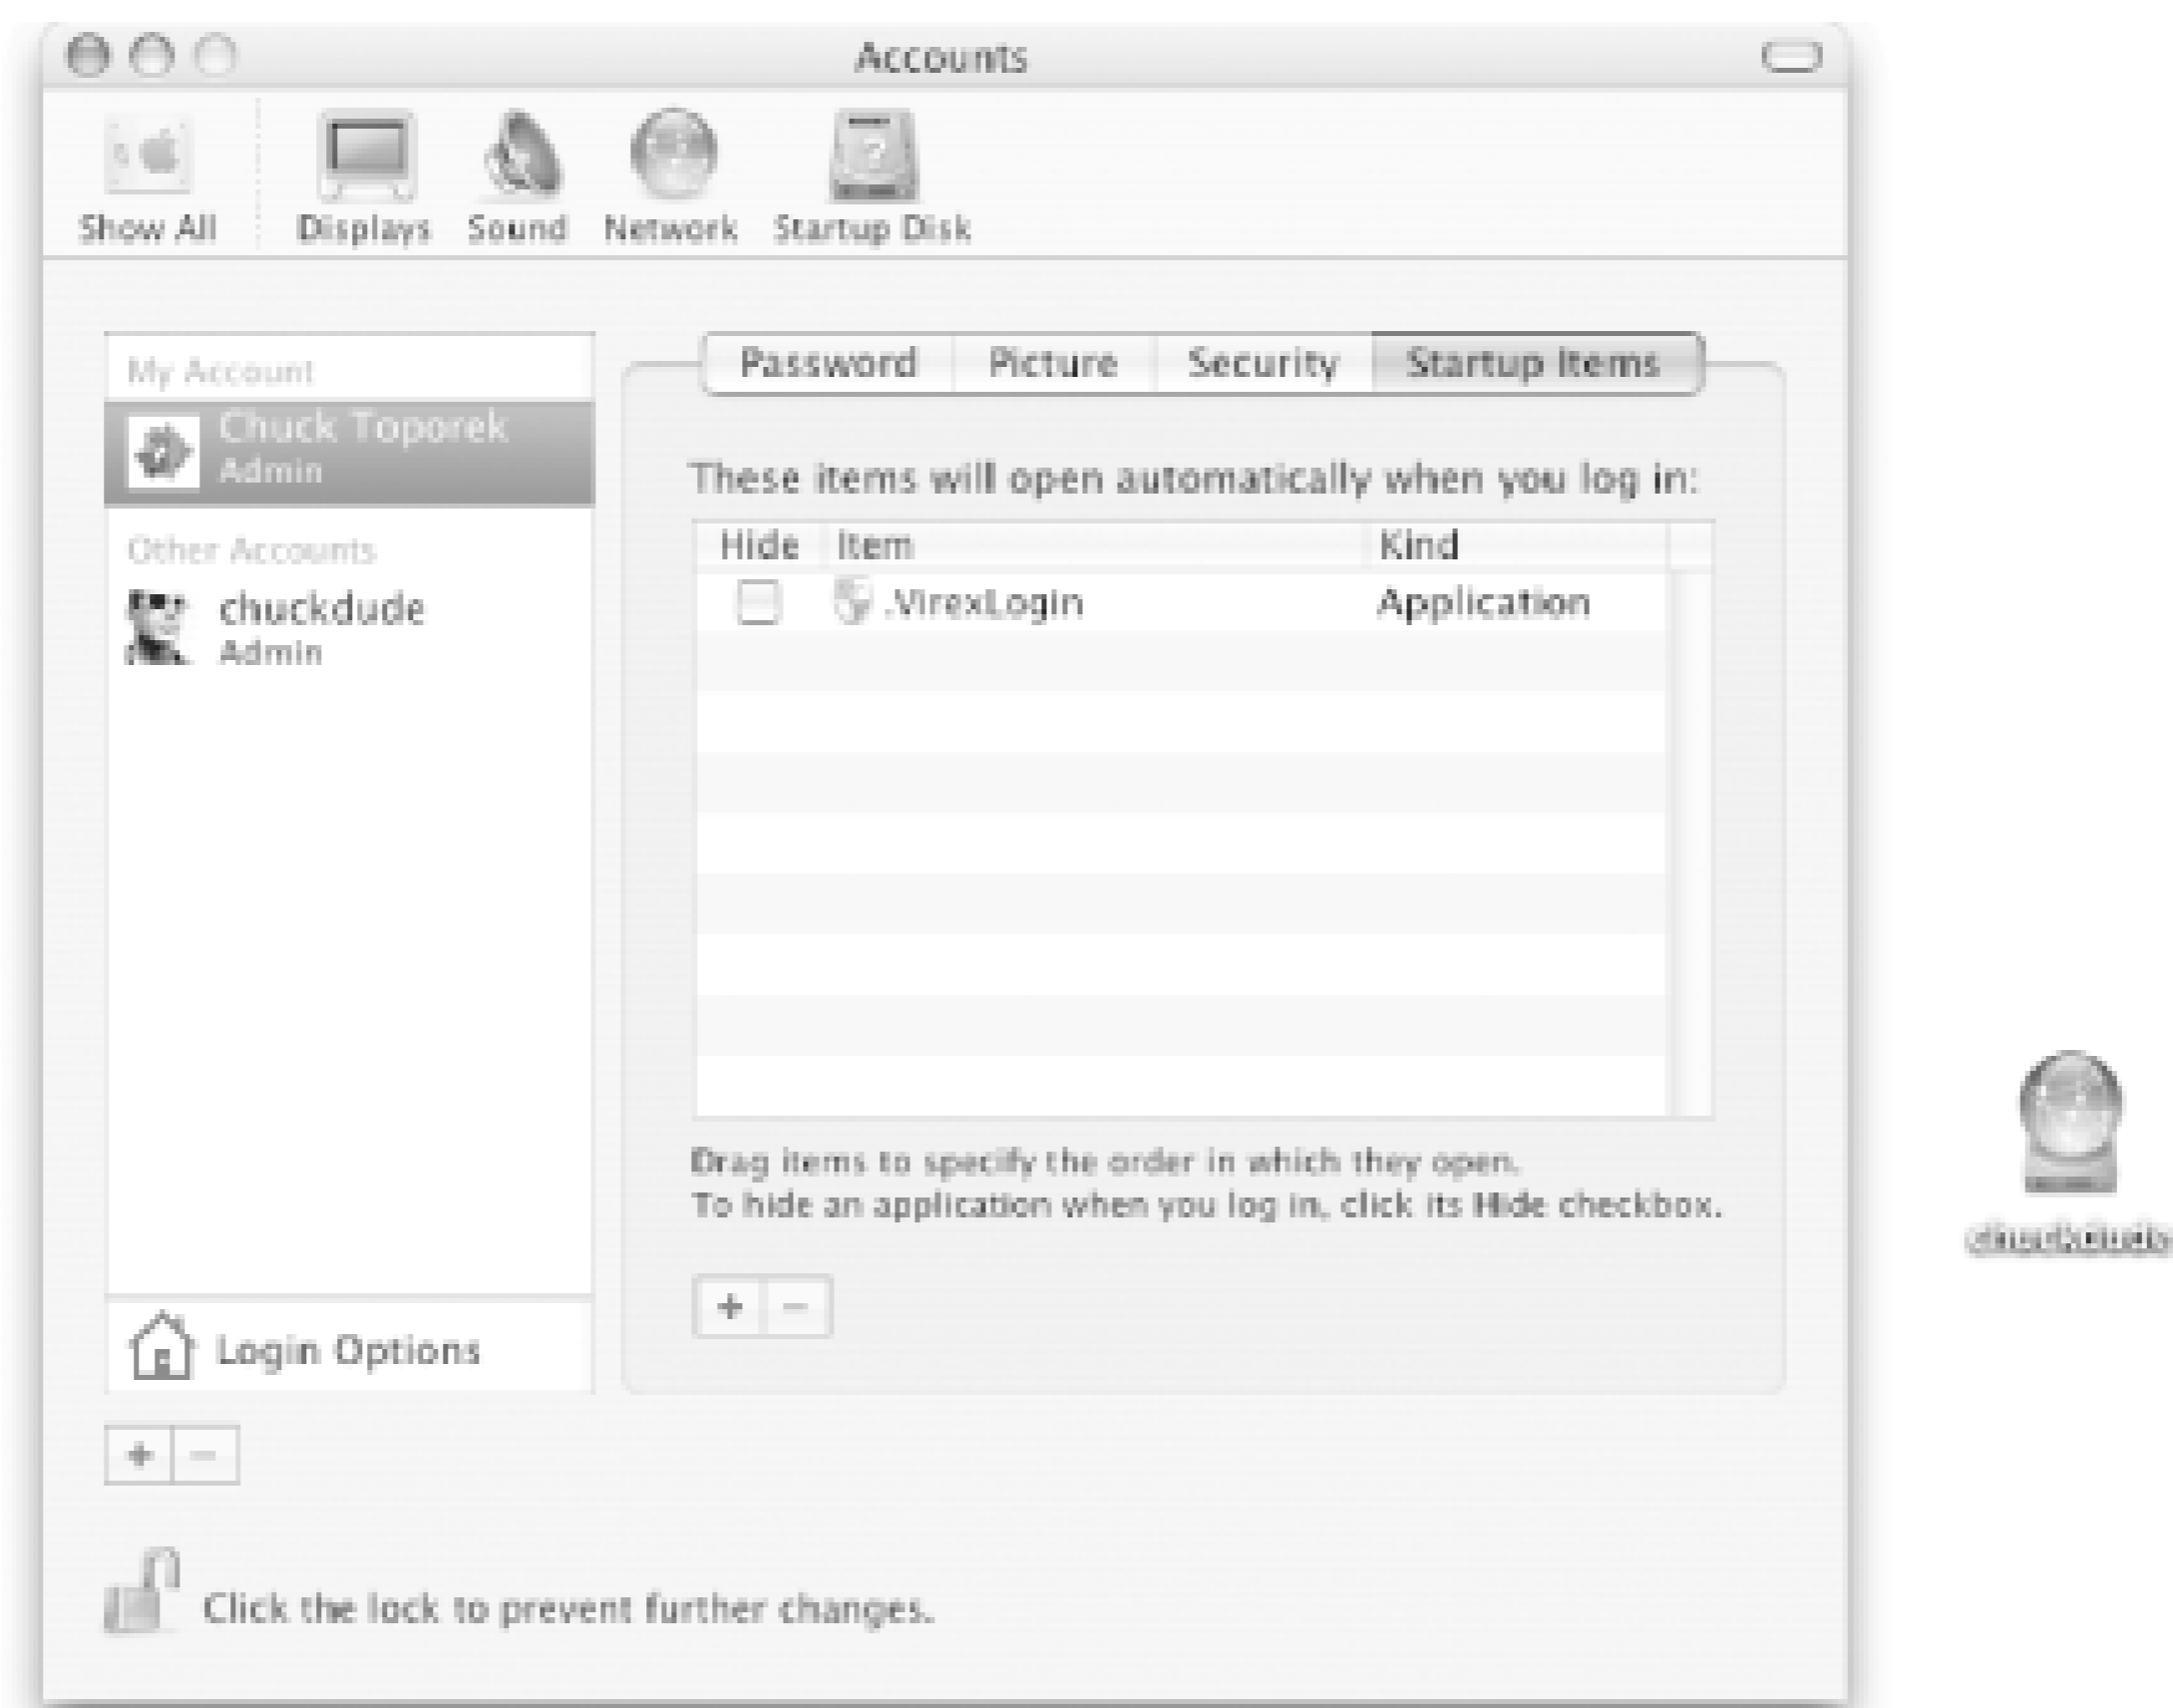 Accounts
Show All
Displays
Sound
Network
Startup Disk
My Account
Chuck Toporek
Admin
Other Accounts
chuckdude
Admin
Login Options
Password
Picture
Security
Startup Items
These items will open automatically when you log in:
Hide Item Kind
.VirexLogin Application
Drag items to specify the order in which they open.
To hide an application when you log in, click its Hide checkbox.
+ −
+ −
Click the lock to prevent further changes.